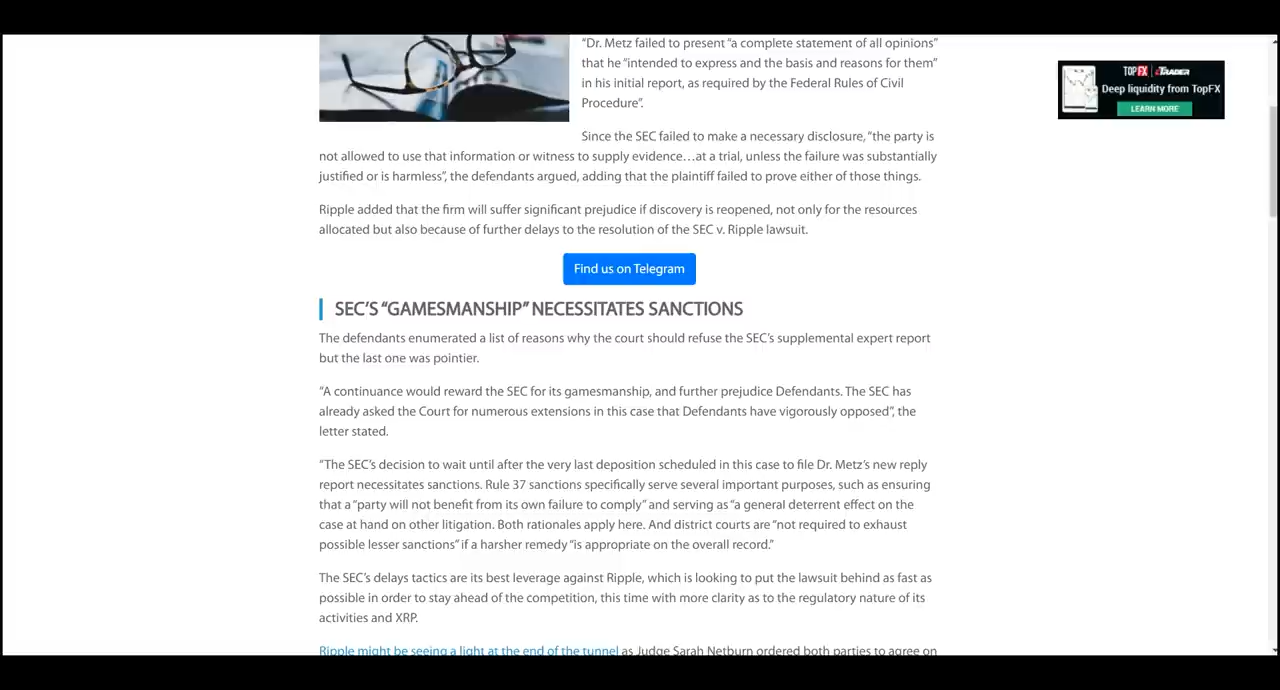 "Dr. Metz failed to present "a complete statement of all opinions"
that he "intended to express and the basis and reasons for them"
in his initial report, as required by the Federal Rules of Civil
Procedure".
TOPFX | cTRADER
Deep liquidity from TopFX
LEARN MORE
Since the SEC failed to make a necessary disclosure, "the party is
not allowed to use that information or witness to supply evidence…at a trial, unless the failure was substantially
justified or is harmless", the defendants argued, adding that the plaintiff failed to prove either of those things.
Ripple added that the firm will suffer significant prejudice if discovery is reopened, not only for the resources
allocated but also because of further delays to the resolution of the SEC v. Ripple lawsuit.
Find us on Telegram
SEC'S "GAMESMANSHIP" NECESSITATES SANCTIONS
The defendants enumerated a list of reasons why the court should refuse the SEC's supplemental expert report
but the last one was pointier.
"A continuance would reward the SEC for its gamesmanship, and further prejudice Defendants. The SEC has
already asked the Court for numerous extensions in this case that Defendants have vigorously opposed", the
letter stated.
"The SEC's decision to wait until after the very last deposition scheduled in this case to file Dr. Metz's new reply
report necessitates sanctions. Rule 37 sanctions specifically serve several important purposes, such as ensuring
that a "party will not benefit from its own failure to comply" and serving as "a general deterrent effect on the
case at hand on other litigation. Both rationales apply here. And district courts are "not required to exhaust
possible lesser sanctions" if a harsher remedy "is appropriate on the overall record."
The SEC's delays tactics are its best leverage against Ripple, which is looking to put the lawsuit behind as fast as
possible in order to stay ahead of the competition, this time with more clarity as to the regulatory nature of its
activities and XRP.
Ripple might be seeing a light at the end of the tunnel as Judge Sarah Netburn ordered both parties to agree on